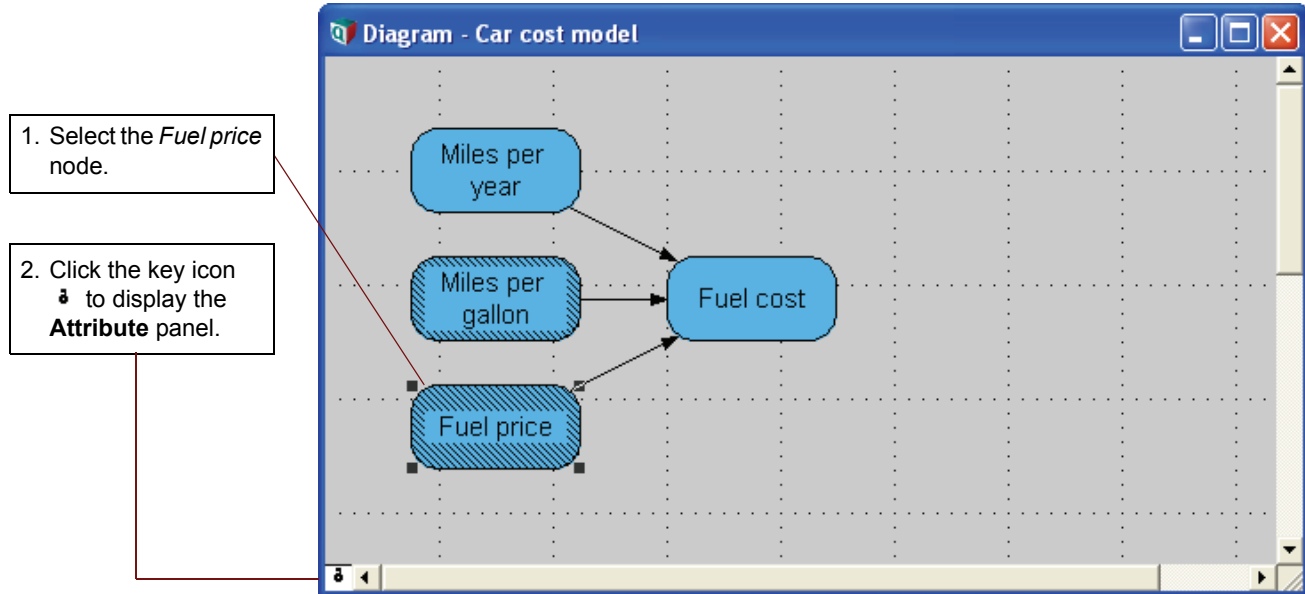 Diagram - Car cost model
1. Select the Fuel price
node.
2. Click the key icon
to display the
Attribute panel.
Miles per
year
Miles per
gallon
Fuel cost
Fuel price